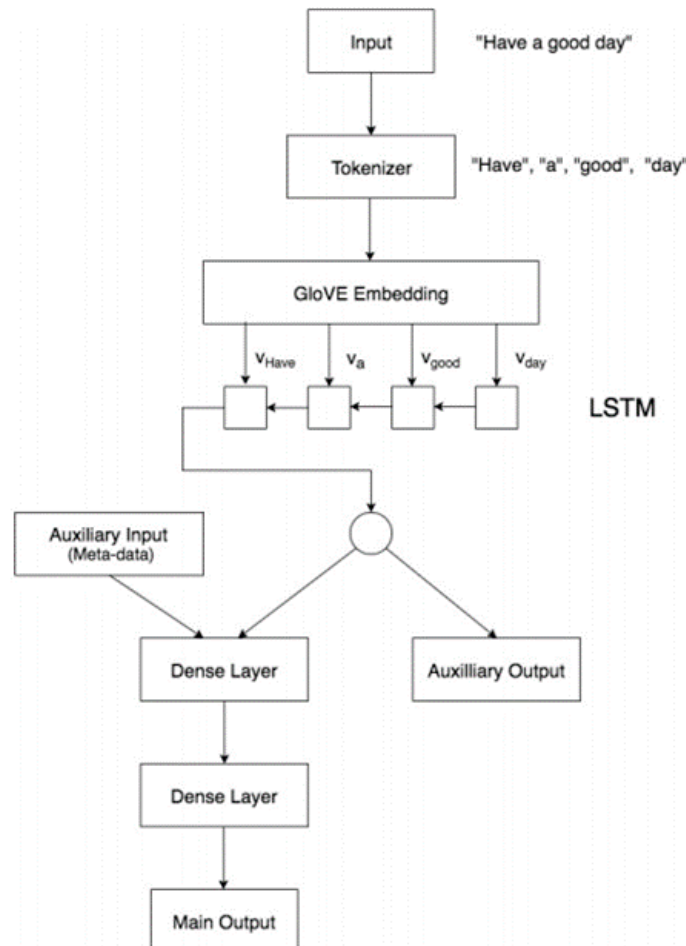 Input
"Have a good day"
Tokenizer
"Have", "a", "good", "day"
GloVE Embedding
vHave
va
vgood
vday
LSTM
Auxiliary Input
(Meta-data)
Dense Layer
Auxilliary Output
Dense Layer
Main Output